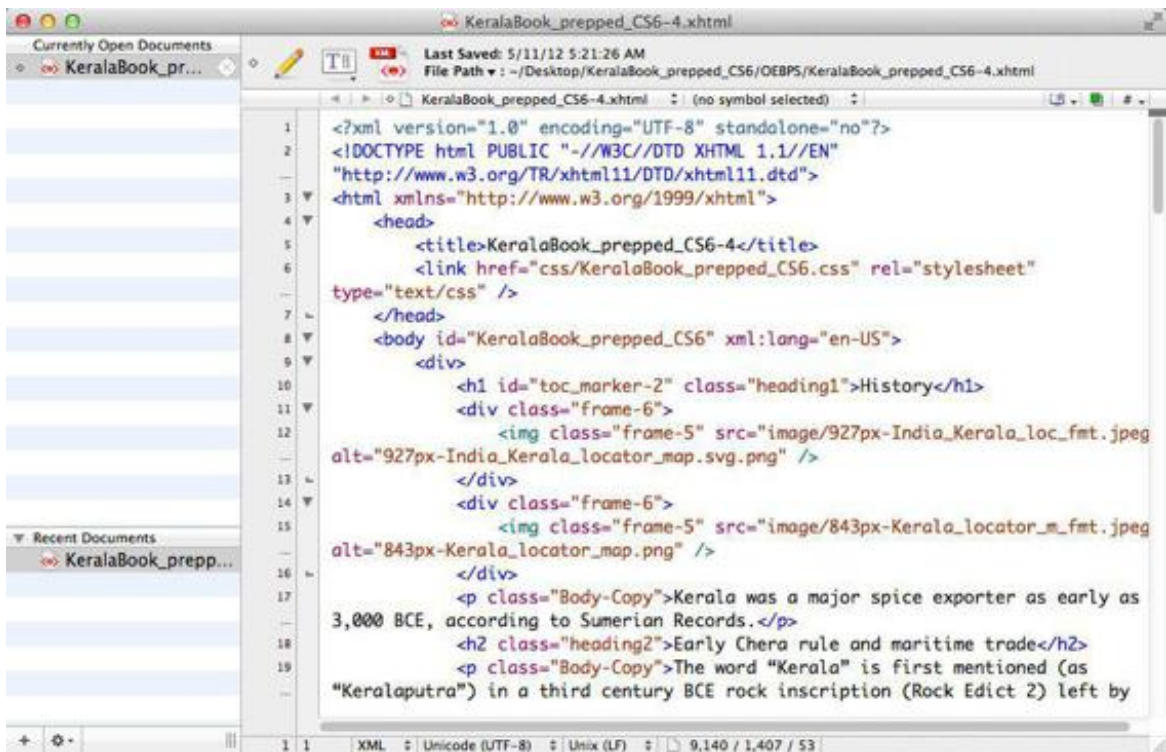 KeralaBook_prepped_CS6-4.xhtml
Currently Open Documents
KeralaBook_pr...
Last Saved: 5/11/12 5:21:26 AM
File Path ▾ : ~/Desktop/KeralaBook_prepped_CS6/OEBPS/KeralaBook_prepped_CS6-4.xhtml
KeralaBook_prepped_CS6-4.xhtml (no symbol selected) # ▾
1 <?xml version="1.0" encoding="UTF-8" standalone="no"?>
2 <!DOCTYPE html PUBLIC "-//W3C//DTD XHTML 1.1//EN"
"http://www.w3.org/TR/xhtml11/DTD/xhtml11.dtd">
3 <html xmlns="http://www.w3.org/1999/xhtml">
4 <head>
5 <title>KeralaBook_prepped_CS6-4</title>
6 <link href="css/KeralaBook_prepped_CS6.css" rel="stylesheet"
type="text/css" />
7 </head>
8 <body id="KeralaBook_prepped_CS6" xml:lang="en-US">
9 <div>
10 <h1 id="toc_marker-2" class="heading1">History</h1>
11 <div class="frame-6">
12 <img class="frame-5" src="image/927px-India_Kerala_loc_fmt.jpeg
alt="927px-India_Kerala_locator_map.svg.png" />
13 </div>
14 <div class="frame-6">
15 <img class="frame-5" src="image/843px-Kerala_locator_m_fmt.jpeg
alt="843px-Kerala_locator_map.png" />
16 </div>
17 <p class="Body-Copy">Kerala was a major spice exporter as early as
3,000 BCE, according to Sumerian Records.</p>
18 <h2 class="heading2">Early Chera rule and maritime trade</h2>
19 <p class="Body-Copy">The word “Kerala” is first mentioned (as
“Keralaputra”) in a third century BCE rock inscription (Rock Edict 2) left by
Recent Documents
KeralaBook_prepp...
1 1 XML Unicode (UTF-8) Unix (LF) 9,140 / 1,407 / 53